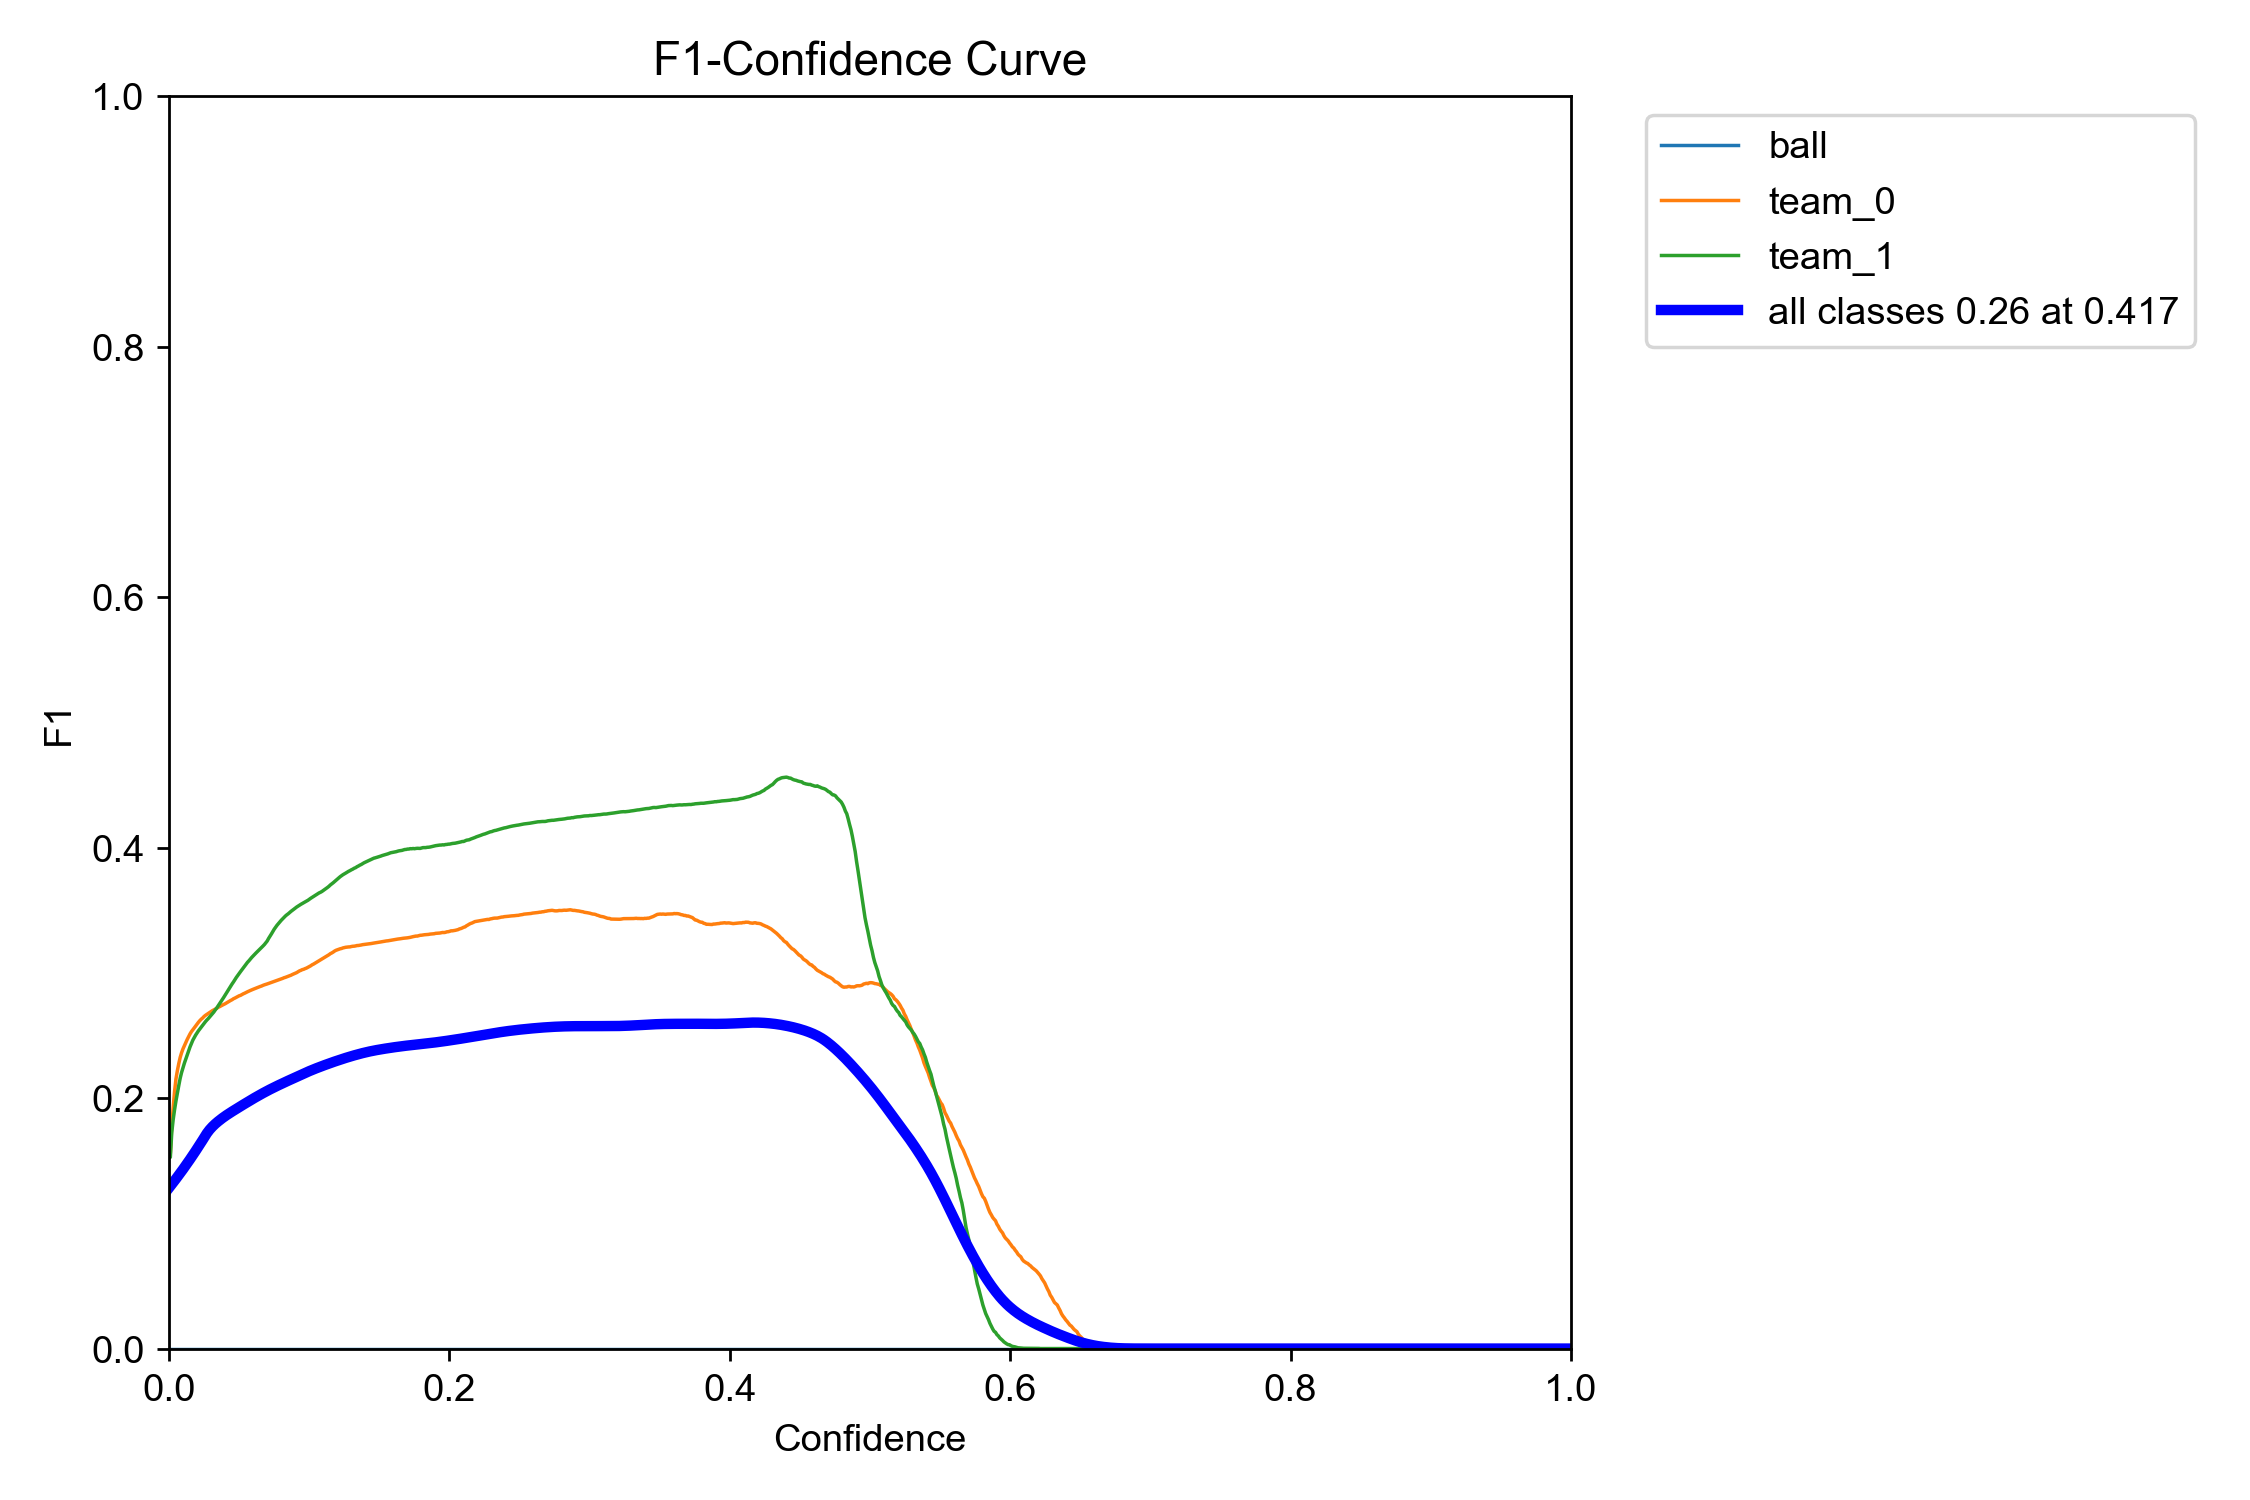 F1-Confidence Curve
1.0
0.8
0.6
0.4
0.2
0.0
F1
0.0 0.2 0.4 0.6 0.8 1.0
Confidence
ball
team_0
team_1
all classes 0.26 at 0.417